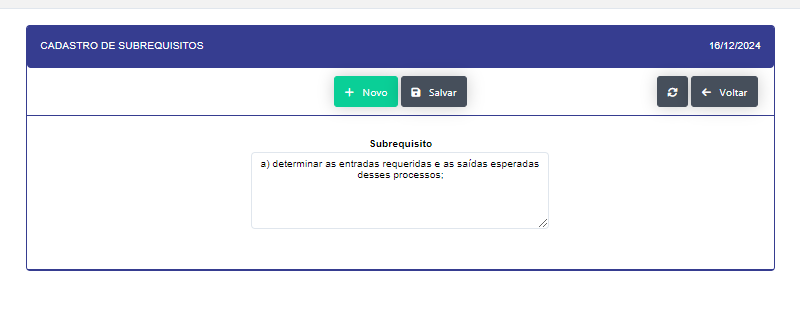 CADASTRO DE SUBREQUISITOS 16/12/2024
Novo Salvar Voltar
Subrequisito
a) determinar as entradas requeridas e as saídas esperadas
desses processos;